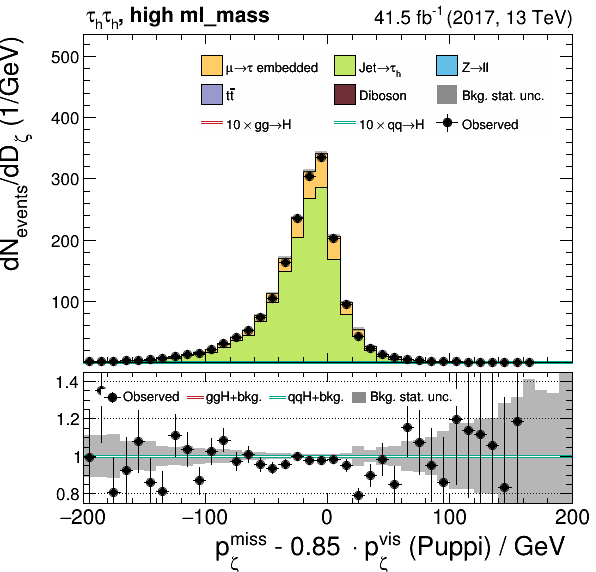 τhτh, high ml_mass
41.5 fb⁻¹ (2017, 13 TeV)
dNevents/dDζ (1/GeV)
500
400
300
200
100
μ→τ embedded
Jet→τh
Z→ll
tt̄
Diboson
Bkg. stat. unc.
10 × gg→H
10 × qq→H
Observed
1.4
1.2
1
0.8
Observed
ggH+bkg.
qqH+bkg.
Bkg. stat. unc.
−200
−100
0
100
200
pζmiss - 0.85 · pζvis (Puppi) / GeV